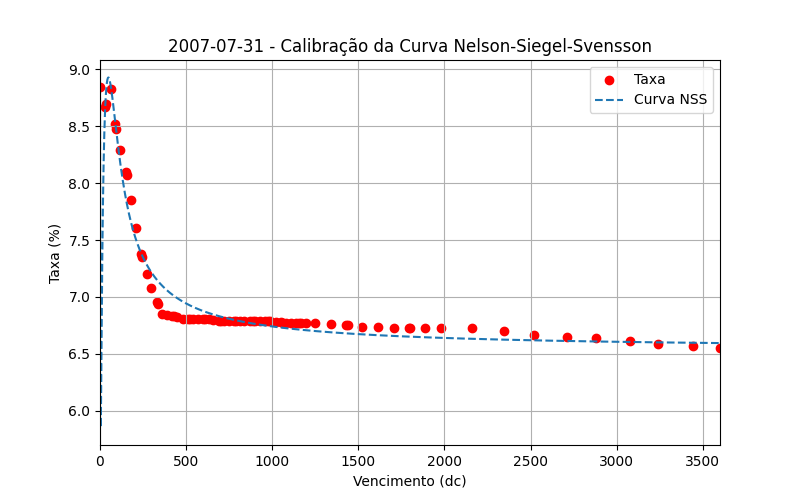 2007-07-31 - Calibração da Curva Nelson-Siegel-Svensson
Taxa
Curva NSS
Taxa (%)
9.0
8.5
8.0
7.5
7.0
6.5
6.0
0 500 1000 1500 2000 2500 3000 3500
Vencimento (dc)